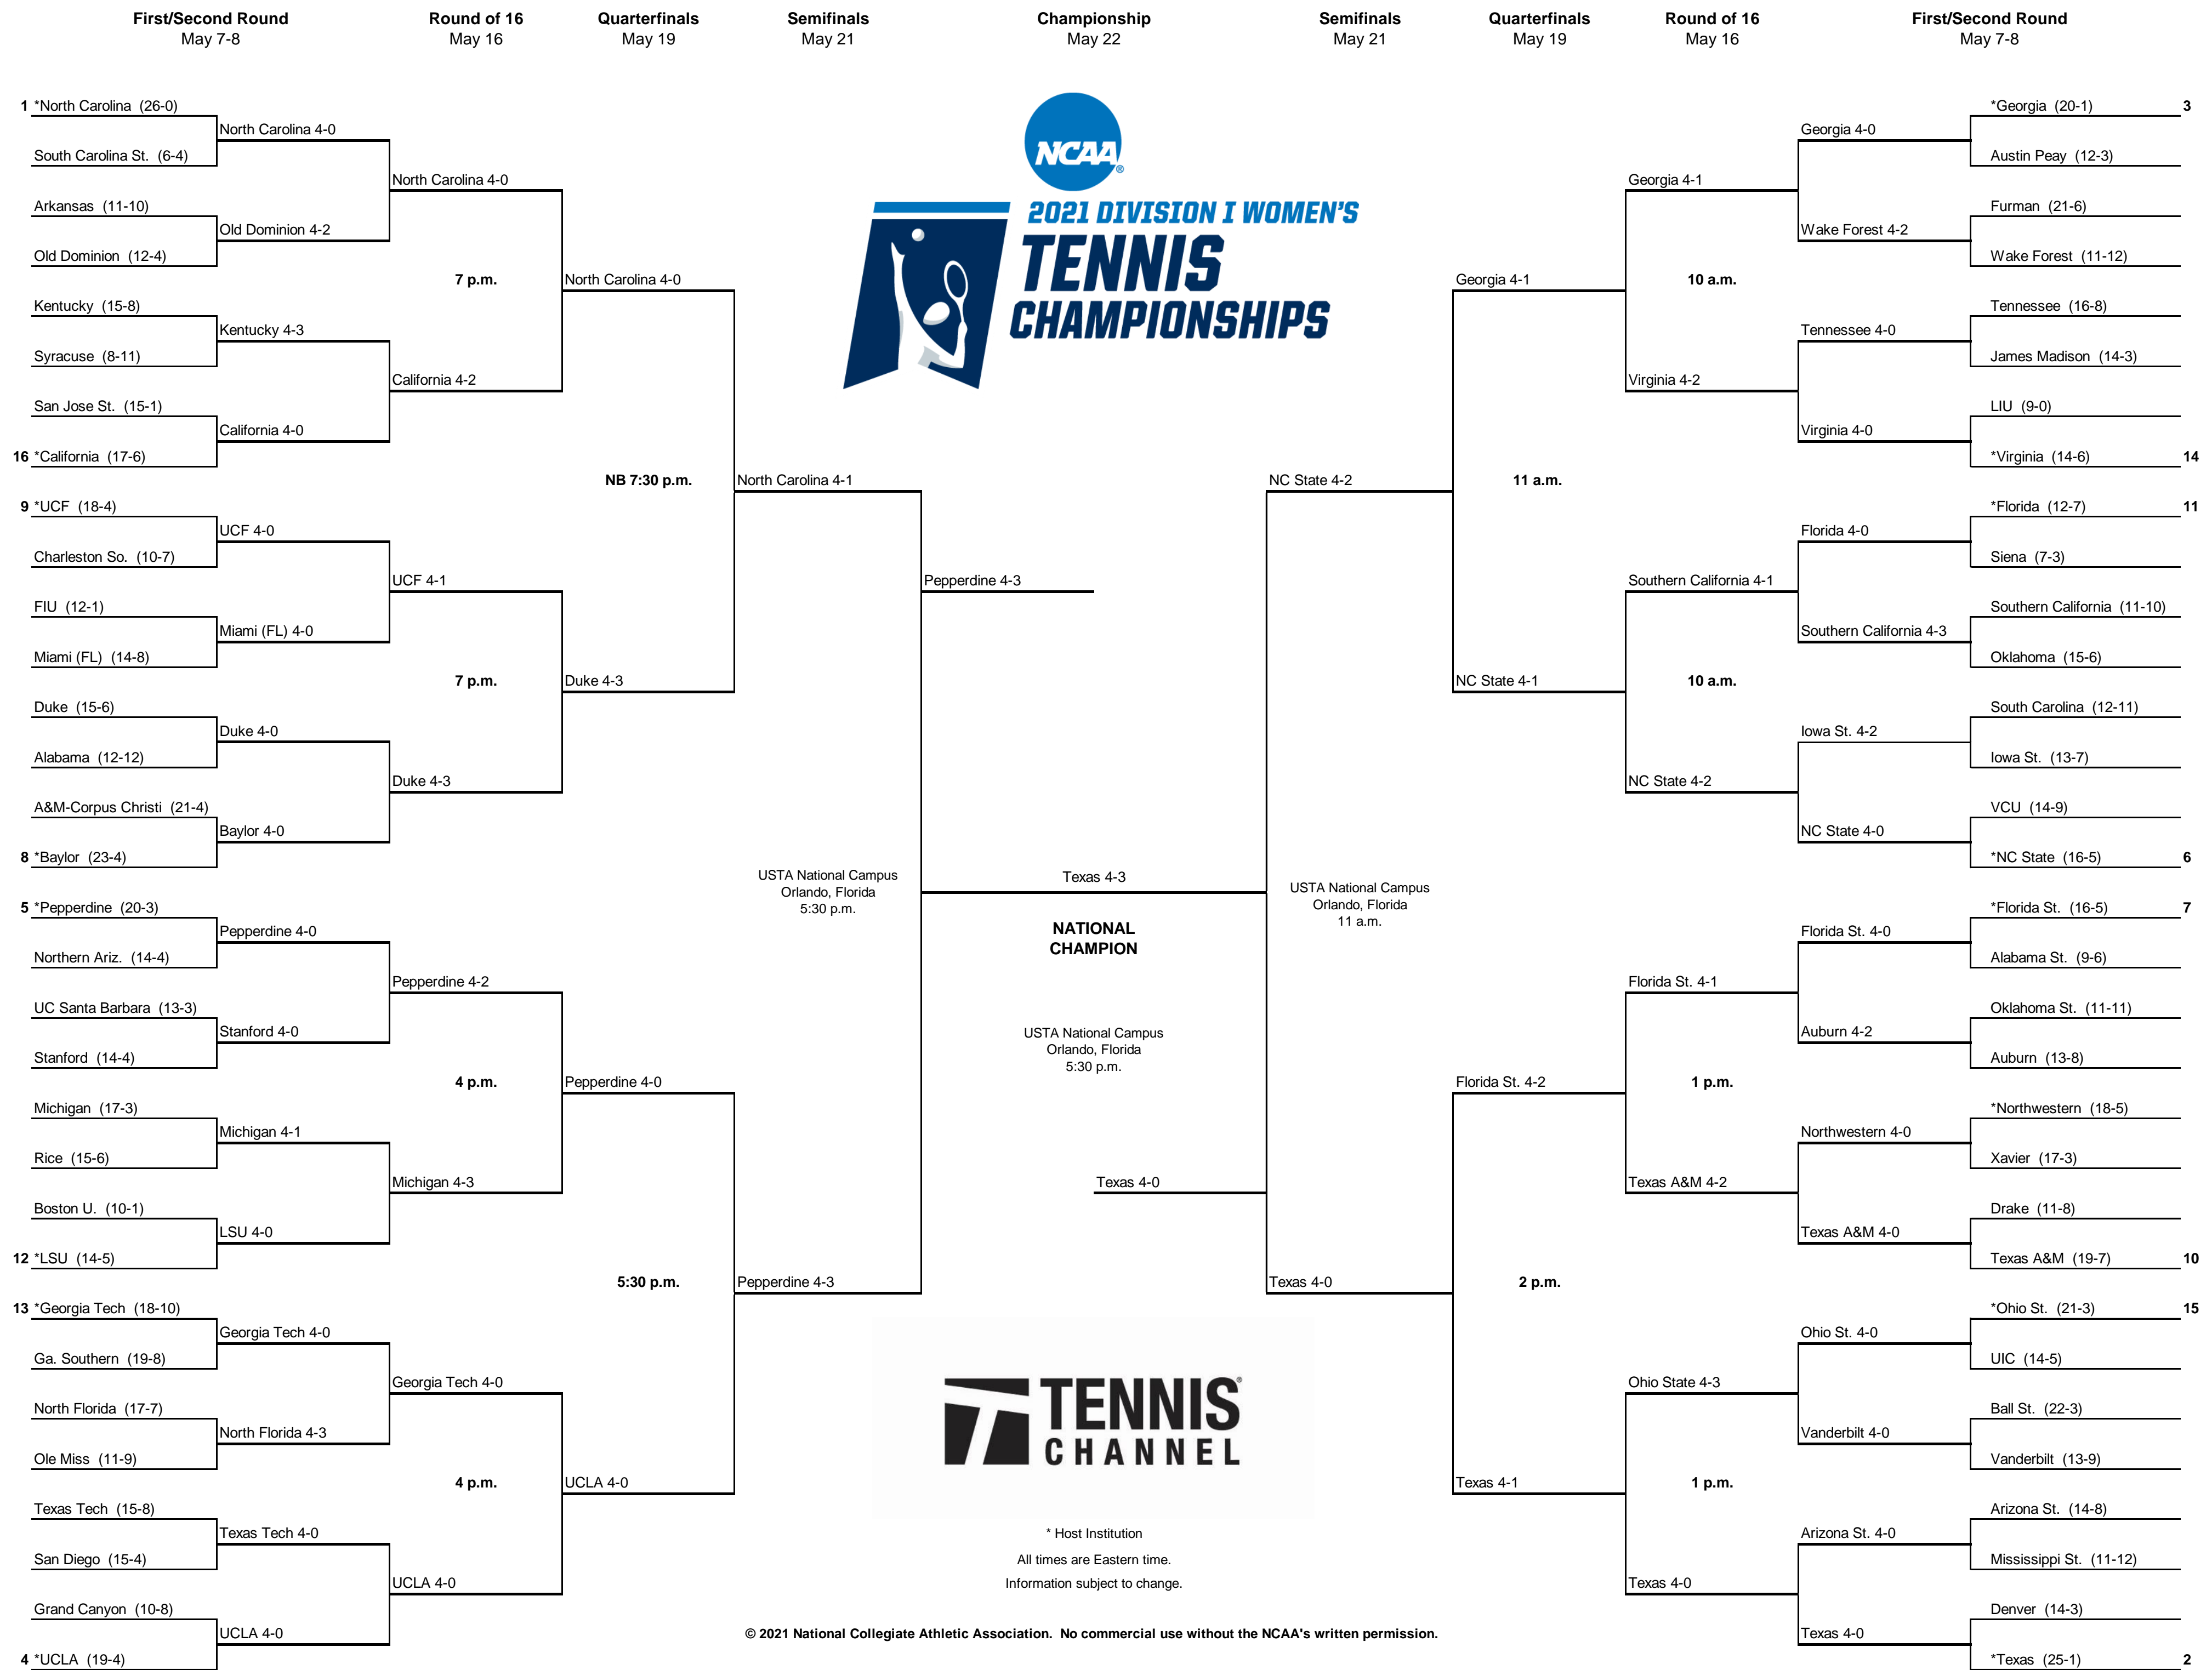 First/Second Round
May 7-8
Round of 16
May 16
Quarterfinals
May 19
Semifinals
May 21
Championship
May 22
Semifinals
May 21
Quarterfinals
May 19
Round of 16
May 16
First/Second Round
May 7-8
1 *North Carolina (26-0)
South Carolina St. (6-4)
Arkansas (11-10)
Old Dominion (12-4)
Kentucky (15-8)
Syracuse (8-11)
San Jose St. (15-1)
16 *California (17-6)
9 *UCF (18-4)
Charleston So. (10-7)
FIU (12-1)
Miami (FL) (14-8)
Duke (15-6)
Alabama (12-12)
A&M-Corpus Christi (21-4)
8 *Baylor (23-4)
5 *Pepperdine (20-3)
Northern Ariz. (14-4)
UC Santa Barbara (13-3)
Stanford (14-4)
Michigan (17-3)
Rice (15-6)
Boston U. (10-1)
12 *LSU (14-5)
13 *Georgia Tech (18-10)
Ga. Southern (19-8)
North Florida (17-7)
Ole Miss (11-9)
Texas Tech (15-8)
San Diego (15-4)
Grand Canyon (10-8)
4 *UCLA (19-4)
North Carolina 4-0
Old Dominion 4-2
Kentucky 4-3
California 4-0
UCF 4-0
Miami (FL) 4-0
Duke 4-0
Baylor 4-0
Pepperdine 4-0
Stanford 4-0
Michigan 4-1
LSU 4-0
Georgia Tech 4-0
North Florida 4-3
Texas Tech 4-0
UCLA 4-0
North Carolina 4-0
7 p.m.
California 4-2
UCF 4-1
7 p.m.
Duke 4-3
Pepperdine 4-2
4 p.m.
Michigan 4-3
Georgia Tech 4-0
4 p.m.
UCLA 4-0
North Carolina 4-0
NB 7:30 p.m.
Duke 4-3
Pepperdine 4-0
5:30 p.m.
UCLA 4-0
North Carolina 4-1
USTA National Campus
Orlando, Florida
5:30 p.m.
Pepperdine 4-3
NCAA®
2021 DIVISION I WOMEN'S
TENNIS
CHAMPIONSHIPS
Pepperdine 4-3
Texas 4-3
NATIONAL
CHAMPION
USTA National Campus
Orlando, Florida
5:30 p.m.
Texas 4-0
TENNIS®
CHANNEL
* Host Institution
All times are Eastern time.
Information subject to change.
© 2021 National Collegiate Athletic Association. No commercial use without the NCAA's written permission.
NC State 4-2
USTA National Campus
Orlando, Florida
11 a.m.
Texas 4-0
Georgia 4-1
11 a.m.
NC State 4-1
Florida St. 4-2
2 p.m.
Texas 4-1
Georgia 4-1
10 a.m.
Virginia 4-2
Southern California 4-1
10 a.m.
NC State 4-2
Florida St. 4-1
1 p.m.
Texas A&M 4-2
Ohio State 4-3
1 p.m.
Texas 4-0
Georgia 4-0
Wake Forest 4-2
Tennessee 4-0
Virginia 4-0
Florida 4-0
Southern California 4-3
Iowa St. 4-2
NC State 4-0
Florida St. 4-0
Auburn 4-2
Northwestern 4-0
Texas A&M 4-0
Ohio St. 4-0
Vanderbilt 4-0
Arizona St. 4-0
Texas 4-0
*Georgia (20-1) 3
Austin Peay (12-3)
Furman (21-6)
Wake Forest (11-12)
Tennessee (16-8)
James Madison (14-3)
LIU (9-0)
*Virginia (14-6) 14
*Florida (12-7) 11
Siena (7-3)
Southern California (11-10)
Oklahoma (15-6)
South Carolina (12-11)
Iowa St. (13-7)
VCU (14-9)
*NC State (16-5) 6
*Florida St. (16-5) 7
Alabama St. (9-6)
Oklahoma St. (11-11)
Auburn (13-8)
*Northwestern (18-5)
Xavier (17-3)
Drake (11-8)
Texas A&M (19-7) 10
*Ohio St. (21-3) 15
UIC (14-5)
Ball St. (22-3)
Vanderbilt (13-9)
Arizona St. (14-8)
Mississippi St. (11-12)
Denver (14-3)
*Texas (25-1) 2